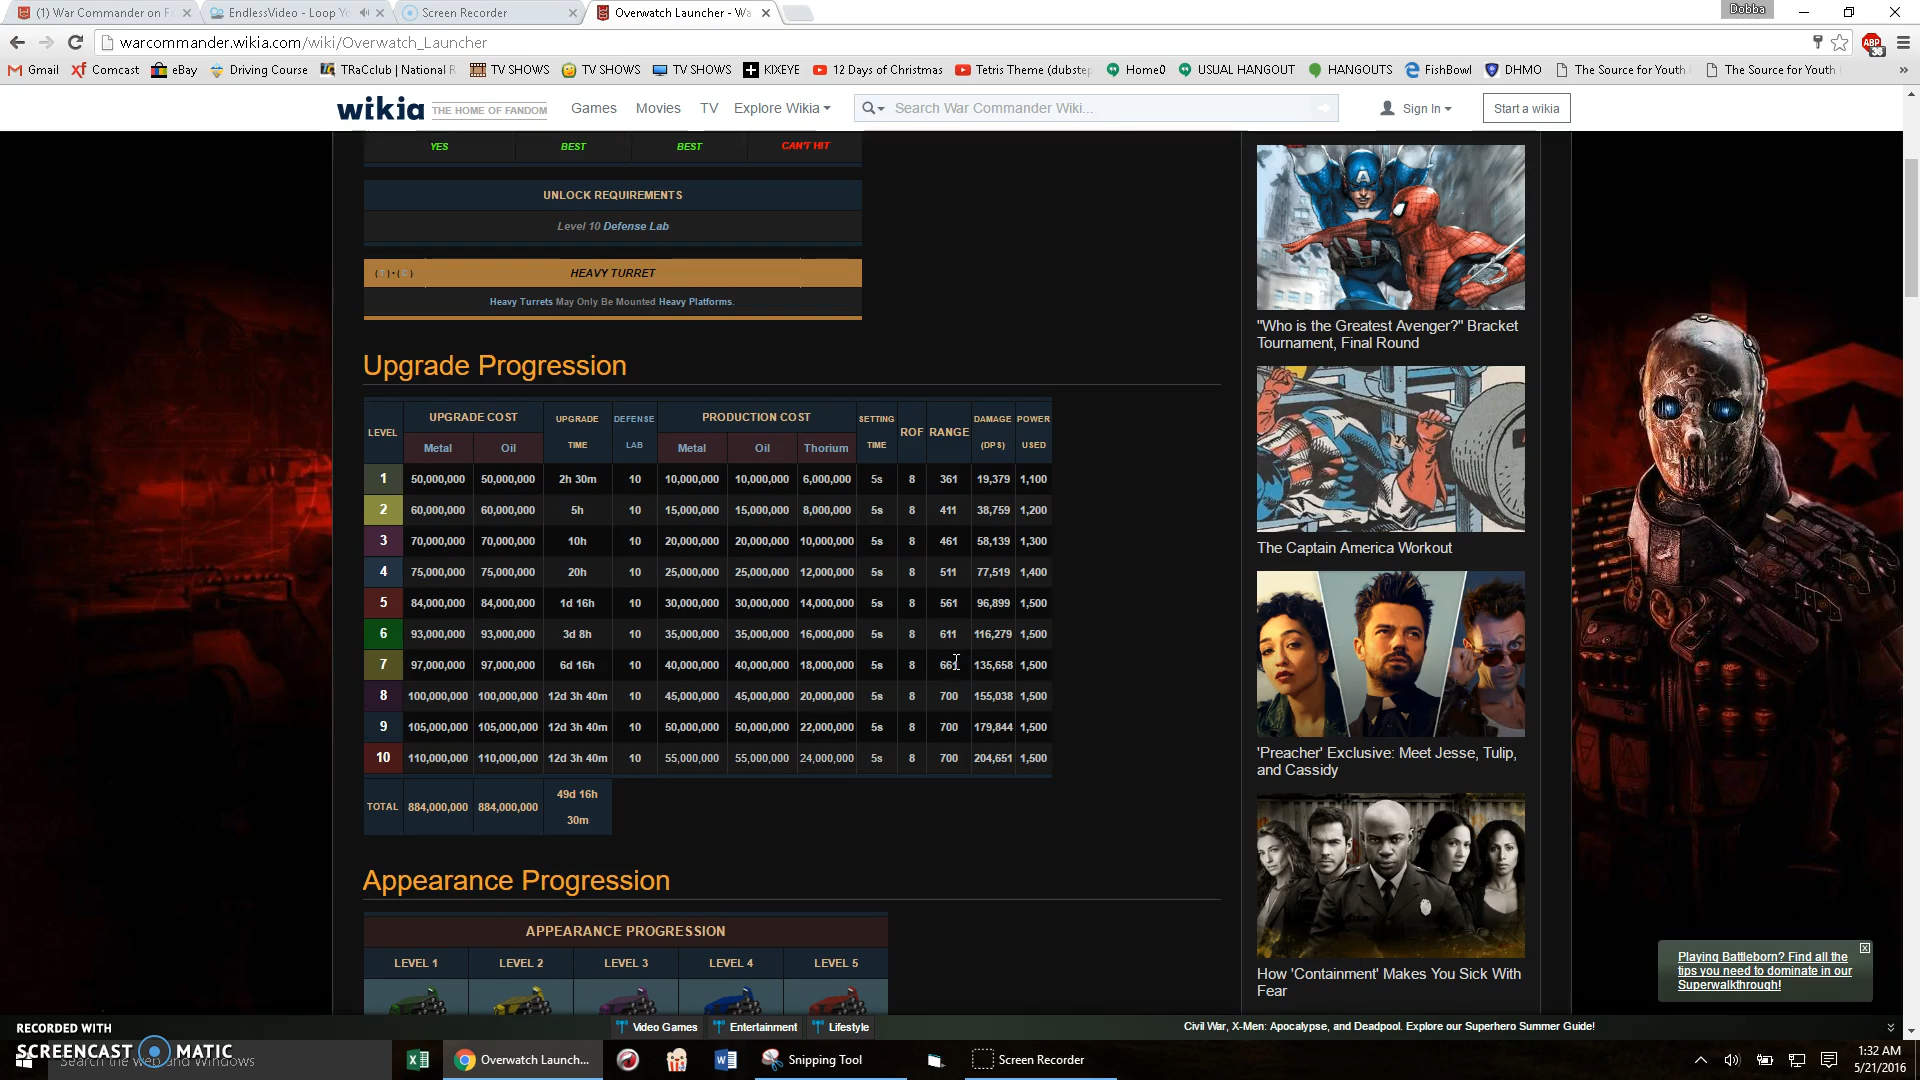 (1) War Commander on F
EndlessVideo - Loop Yo
Screen Recorder
Overwatch Launcher - Wa
Dobba
warcommander.wikia.com/wiki/Overwatch_Launcher
ABP
36
Gmail
Comcast
eBay
Driving Course
TRaCclub | National R
TV SHOWS
TV SHOWS
TV SHOWS
KIXEYE
12 Days of Christmas
Tetris Theme (dubste
Home0
USUAL HANGOUT
HANGOUTS
FishBowl
DHMO
The Source for Youth
The Source for Youth
»
wikia THE HOME OF FANDOM
Games
Movies
TV
Explore Wikia
Search War Commander Wiki...
Sign In
Start a wikia
YES BEST BEST CAN'T HIT
UNLOCK REQUIREMENTS
Level 10 Defense Lab
HEAVY TURRET
Heavy Turrets May Only Be Mounted Heavy Platforms.
Upgrade Progression
LEVEL UPGRADE COST UPGRADE TIME DEFENSE LAB PRODUCTION COST SETTING TIME ROF RANGE DAMAGE (DPS) POWER USED
Metal Oil Metal Oil Thorium
1 50,000,000 50,000,000 2h 30m 10 10,000,000 10,000,000 6,000,000 5s 8 361 19,379 1,100
2 60,000,000 60,000,000 5h 10 15,000,000 15,000,000 8,000,000 5s 8 411 38,759 1,200
3 70,000,000 70,000,000 10h 10 20,000,000 20,000,000 10,000,000 5s 8 461 58,139 1,300
4 75,000,000 75,000,000 20h 10 25,000,000 25,000,000 12,000,000 5s 8 511 77,519 1,400
5 84,000,000 84,000,000 1d 16h 10 30,000,000 30,000,000 14,000,000 5s 8 561 96,899 1,500
6 93,000,000 93,000,000 3d 8h 10 35,000,000 35,000,000 16,000,000 5s 8 611 116,279 1,500
7 97,000,000 97,000,000 6d 16h 10 40,000,000 40,000,000 18,000,000 5s 8 661 135,658 1,500
8 100,000,000 100,000,000 12d 3h 40m 10 45,000,000 45,000,000 20,000,000 5s 8 700 155,038 1,500
9 105,000,000 105,000,000 12d 3h 40m 10 50,000,000 50,000,000 22,000,000 5s 8 700 179,844 1,500
10 110,000,000 110,000,000 12d 3h 40m 10 55,000,000 55,000,000 24,000,000 5s 8 700 204,651 1,500
TOTAL 884,000,000 884,000,000 49d 16h 30m
Appearance Progression
APPEARANCE PROGRESSION
LEVEL 1 LEVEL 2 LEVEL 3 LEVEL 4 LEVEL 5
"Who is the Greatest Avenger?" Bracket
Tournament, Final Round
The Captain America Workout
'Preacher' Exclusive: Meet Jesse, Tulip,
and Cassidy
How 'Containment' Makes You Sick With
Fear
Playing Battleborn? Find all the
tips you need to dominate in our
Superwalkthrough!
Video Games
Entertainment
Lifestyle
Civil War, X-Men: Apocalypse, and Deadpool. Explore our Superhero Summer Guide!
RECORDED WITH
SCREENCAST MATIC
Search the web and Windows
Overwatch Launch...
Snipping Tool
Screen Recorder
1:32 AM
5/21/2016